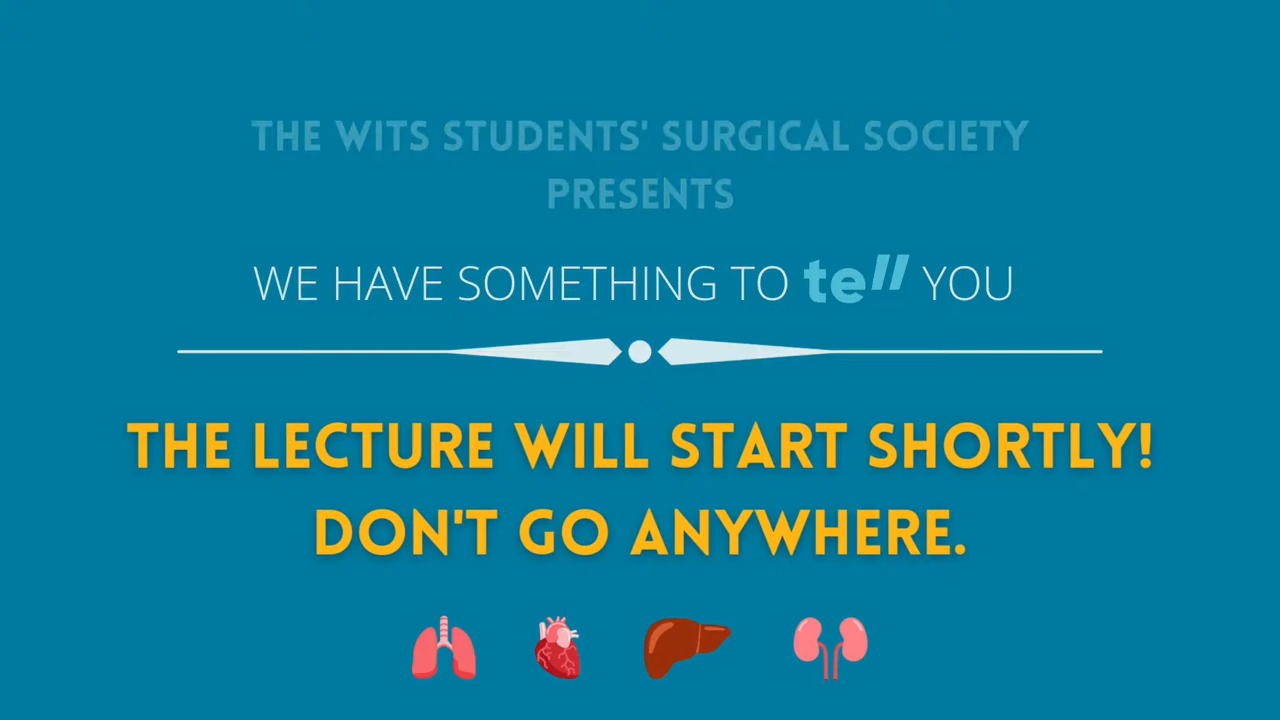 THE WITS STUDENTS' SURGICAL SOCIETY
PRESENTS
WE HAVE SOMETHING TO tell YOU
THE LECTURE WILL START SHORTLY!
DON'T GO ANYWHERE.